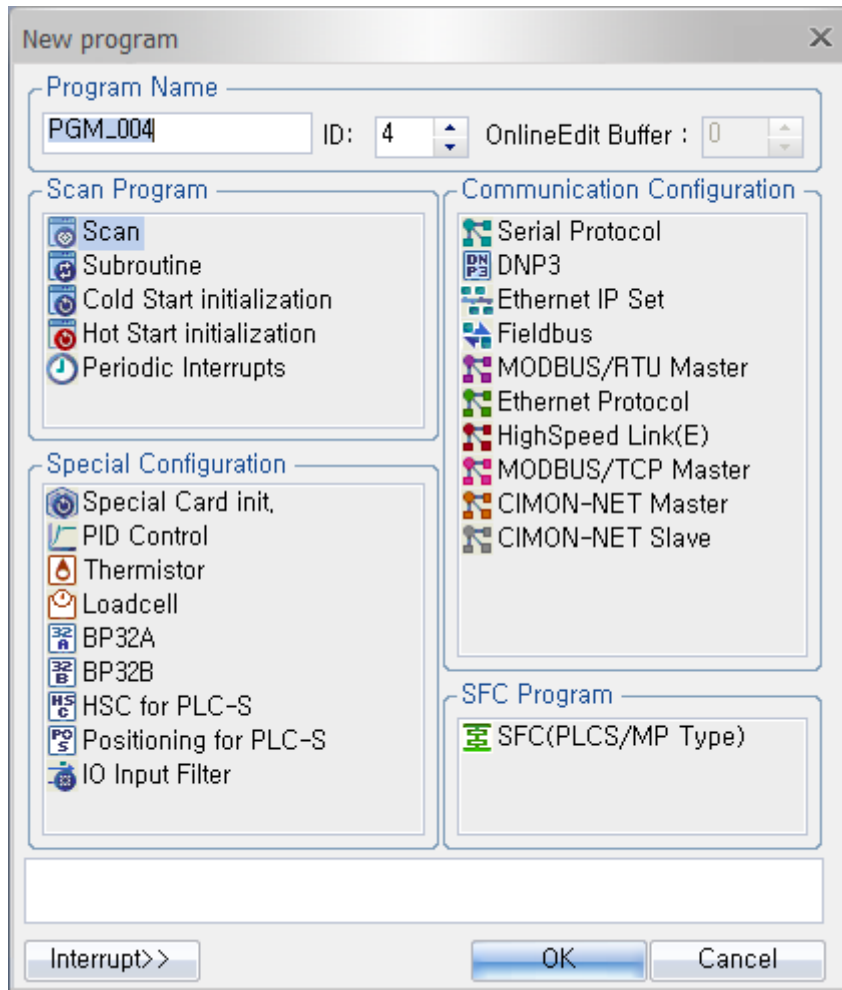 New program
Program Name
PGM_004 ID: 4 OnlineEdit Buffer : 0
Scan Program
Scan
Subroutine
Cold Start initialization
Hot Start initialization
Periodic Interrupts
Communication Configuration
Serial Protocol
DNP3
Ethernet IP Set
Fieldbus
MODBUS/RTU Master
Ethernet Protocol
HighSpeed Link(E)
MODBUS/TCP Master
CIMON-NET Master
CIMON-NET Slave
Special Configuration
Special Card init,
PID Control
Thermistor
Loadcell
32 A BP32A
32 B BP32B
HSC HSC for PLC-S
POS Positioning for PLC-S
IO Input Filter
SFC Program
SFC(PLCS/MP Type)
Interrupt>> OK Cancel